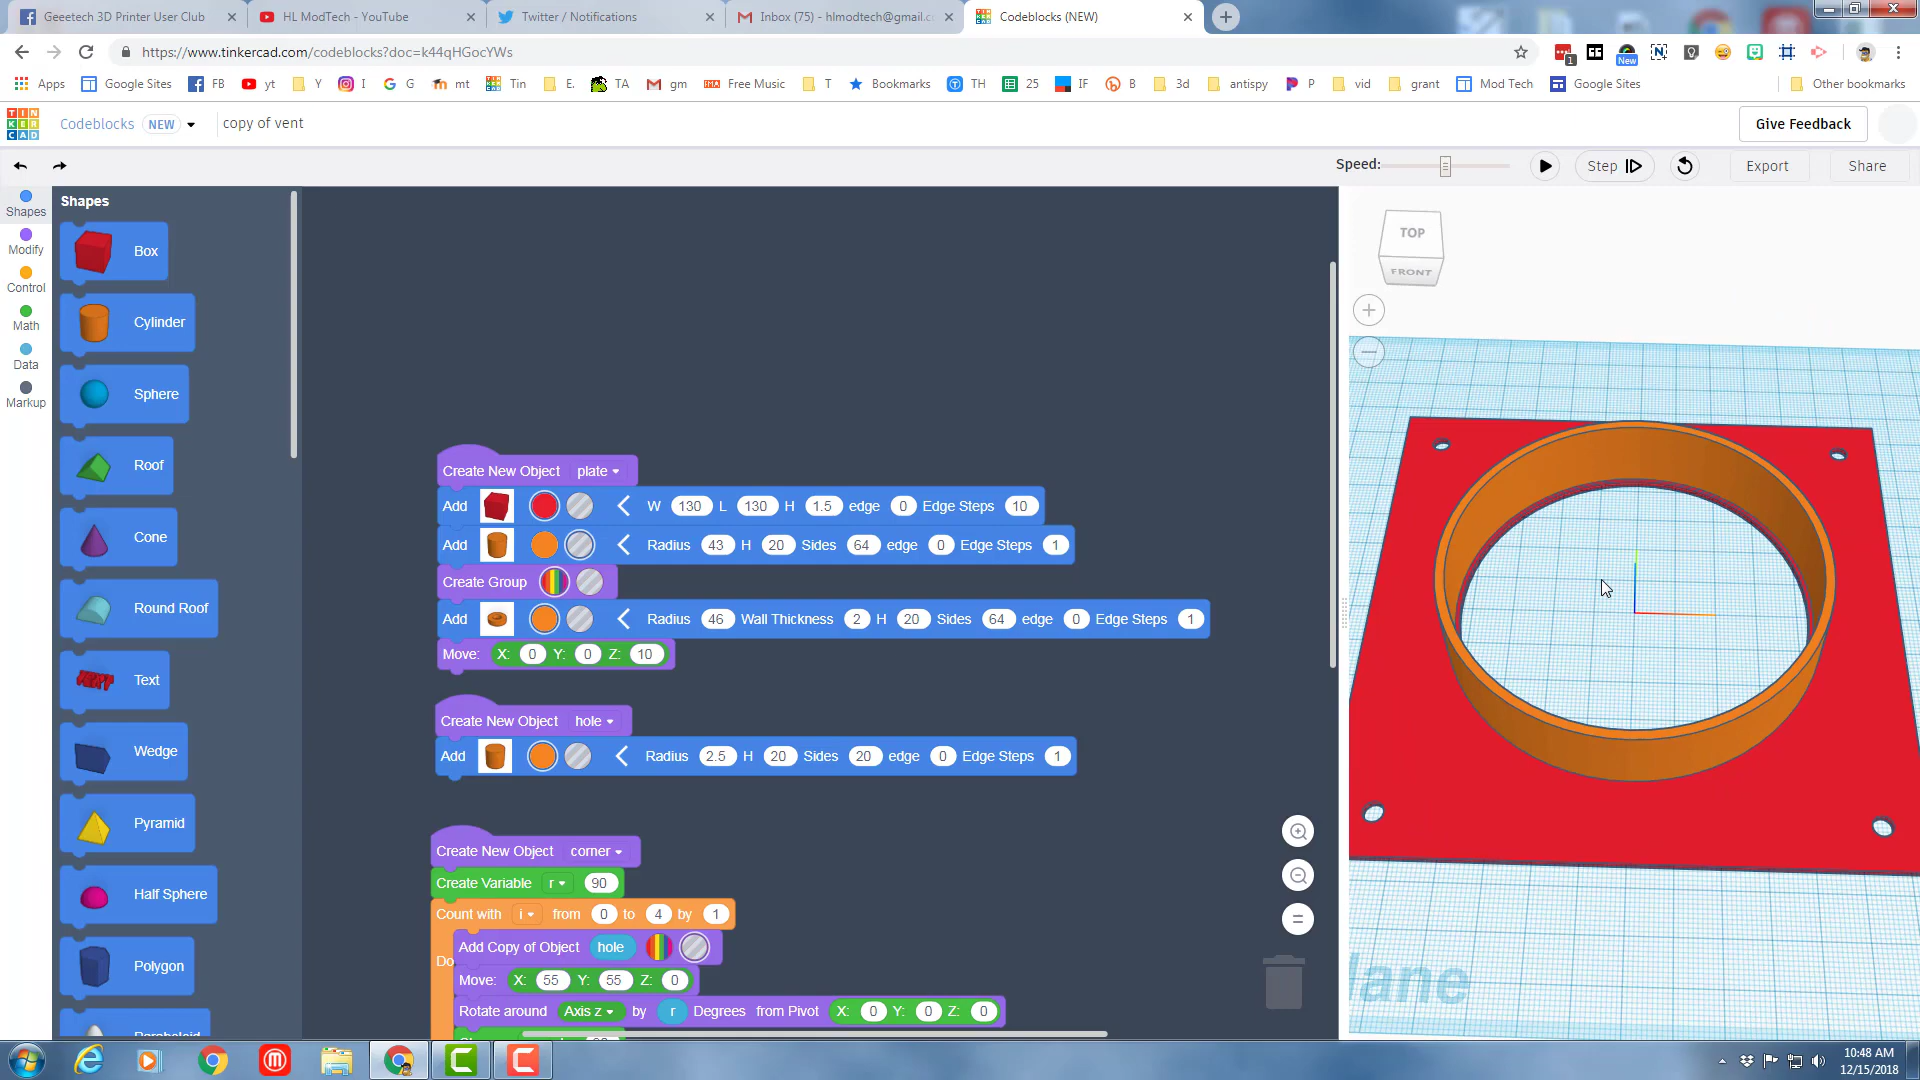 Geeetech 3D Printer User Club
HL ModTech - YouTube
Twitter / Notifications
Inbox (75) - hlmodtech@gmail.c
Codeblocks (NEW)
https://www.tinkercad.com/codeblocks?doc=k44qHGocYWs
1
New
Apps
Google Sites
FB
yt
Y
I
G
mt
Tin
E.
TA
gm
Free Music
T
Bookmarks
TH
25
IF
B
3d
antispy
P
vid
grant
Mod Tech
Google Sites
Other bookmarks
TIN
KER
CAD
Codeblocks NEW
copy of vent
Give Feedback
Speed:
Step
Export
Share
Shapes
Modify
Control
Math
Data
Markup
Shapes
Box
Cylinder
Sphere
Roof
Cone
Round Roof
Text
Wedge
Pyramid
Half Sphere
Polygon
Paraboloid
Create New Object plate
Add W 130 L 130 H 1.5 edge 0 Edge Steps 10
Add Radius 43 H 20 Sides 64 edge 0 Edge Steps 1
Create Group
Add Radius 46 Wall Thickness 2 H 20 Sides 64 edge 0 Edge Steps 1
Move: X: 0 Y: 0 Z: 10
Create New Object hole
Add Radius 2.5 H 20 Sides 20 edge 0 Edge Steps 1
Create New Object corner
Create Variable r 90
Count with i from 0 to 4 by 1
Add Copy of Object hole
Do
Move: X: 55 Y: 55 Z: 0
Rotate around Axis z by r Degrees from Pivot X: 0 Y: 0 Z: 0
TOP
FRONT
lane
10:48 AM
12/15/2018